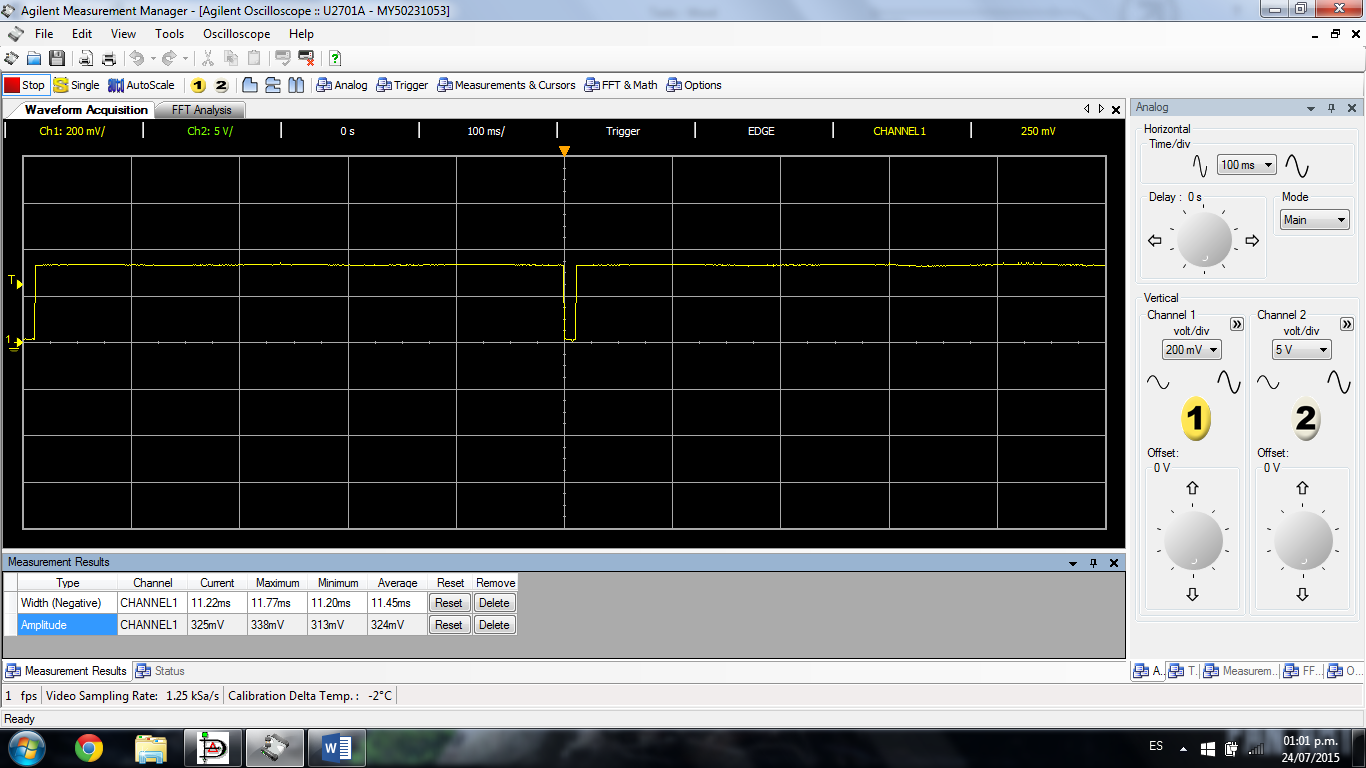 Agilent Measurement Manager - [Agilent Oscilloscope :: U2701A - MY50231053]
File Edit View Tools Oscilloscope Help
Stop Single AutoScale 1 2 Analog Trigger Measurements & Cursors FFT & Math Options
Waveform Acquisition FFT Analysis
Ch1: 200 mV/ Ch2: 5 V/ 0 s 100 ms/ Trigger EDGE CHANNEL1 250 mV
T
1
Analog
Horizontal
Time/div
100 ms
Delay : 0 s Mode
Main
Vertical
Channel 1 Channel 2
volt/div volt/div
200 mV 5 V
1 2
Offset: Offset:
0 V 0 V
Measurement Results
Type Channel Current Maximum Minimum Average Reset Remove
Width (Negative) CHANNEL1 11.22ms 11.77ms 11.20ms 11.45ms Reset Delete
Amplitude CHANNEL1 325mV 338mV 313mV 324mV Reset Delete
Measurement Results Status
A.. T. Measurem.. FF... O...
1 fps Video Sampling Rate: 1.25 kSa/s Calibration Delta Temp. : -2°C
Ready
ES 01:01 p.m.
24/07/2015